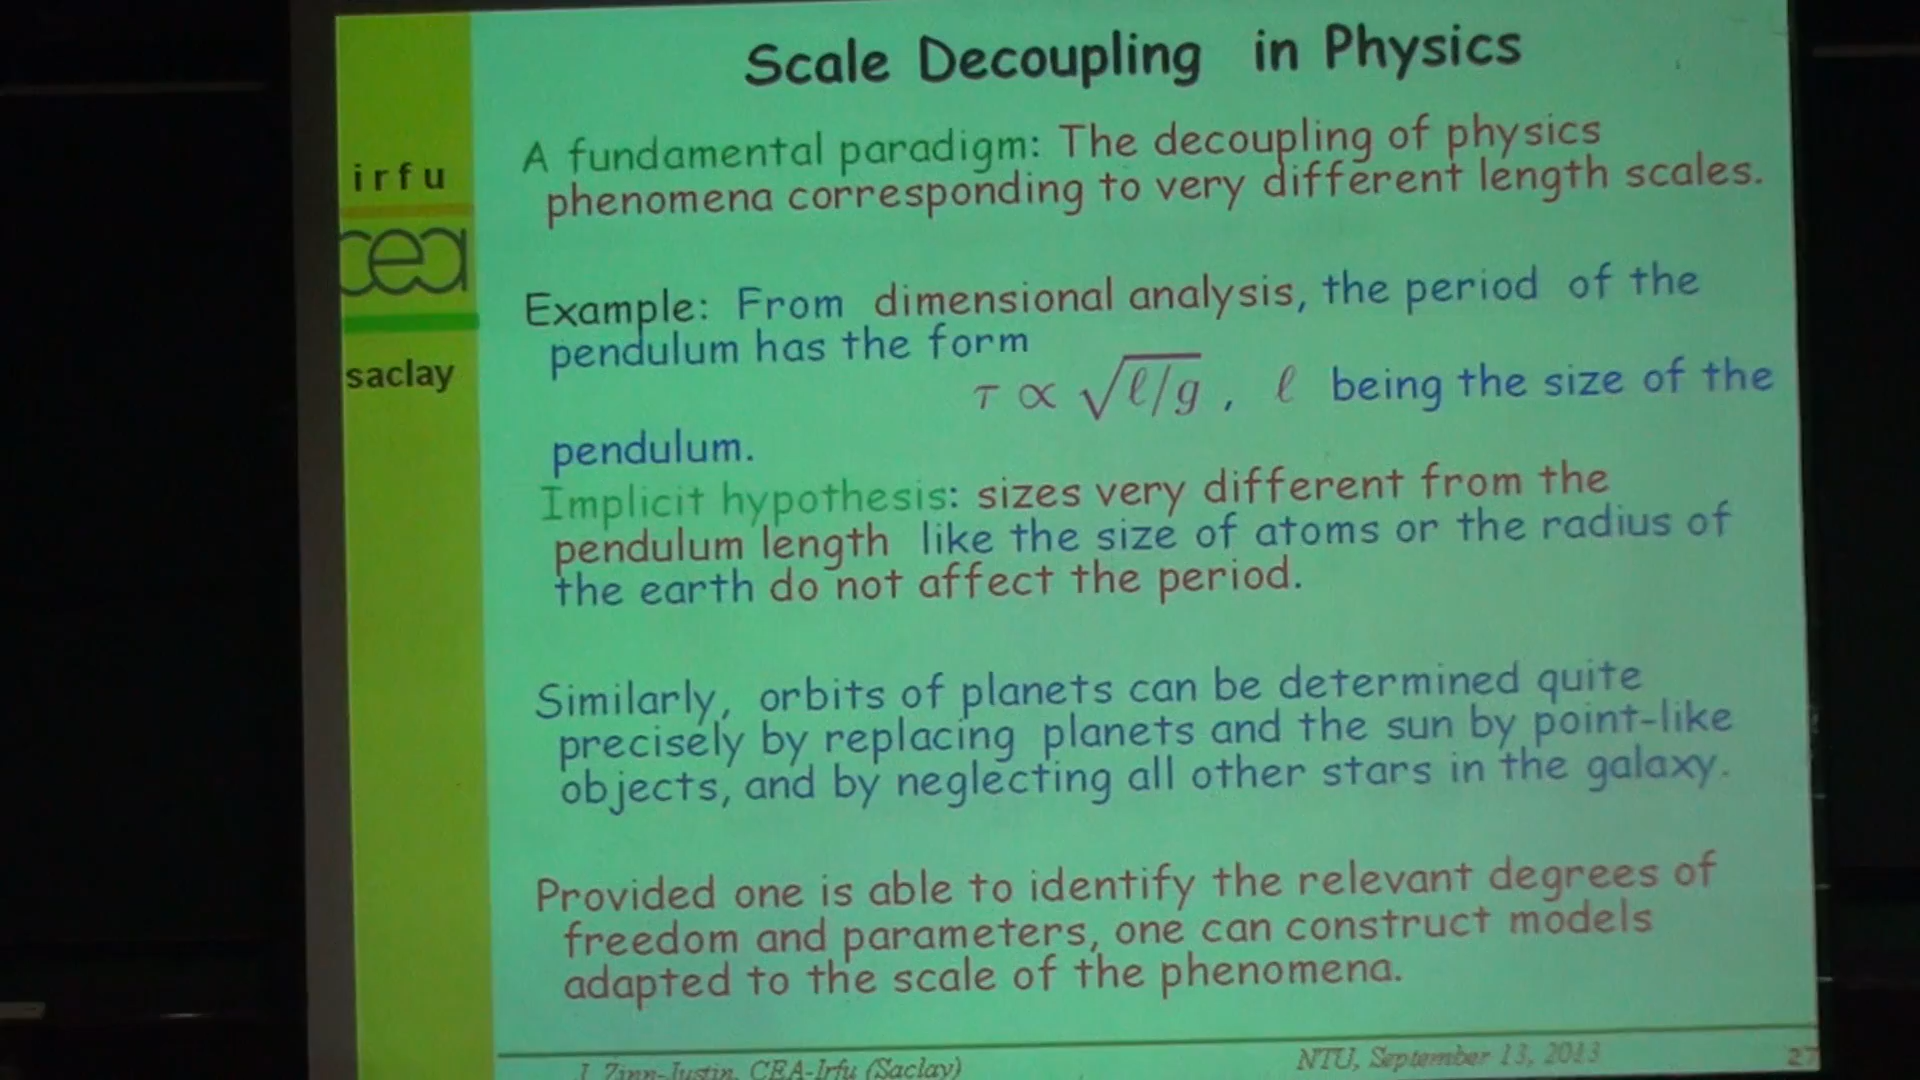 Scale Decoupling in Physics
irfu
cea
saclay
A fundamental paradigm: The decoupling of physics
phenomena corresponding to very different length scales.
Example: From dimensional analysis, the period of the
pendulum has the form
τ ∝ √ℓ/g , ℓ being the size of the
pendulum.
Implicit hypothesis: sizes very different from the
pendulum length like the size of atoms or the radius of
the earth do not affect the period.
Similarly, orbits of planets can be determined quite
precisely by replacing planets and the sun by point-like
objects, and by neglecting all other stars in the galaxy.
Provided one is able to identify the relevant degrees of
freedom and parameters, one can construct models
adapted to the scale of the phenomena.
J. Zinn-Justin, CEA-Irfu (Saclay)
NTU, September 13, 2013
27